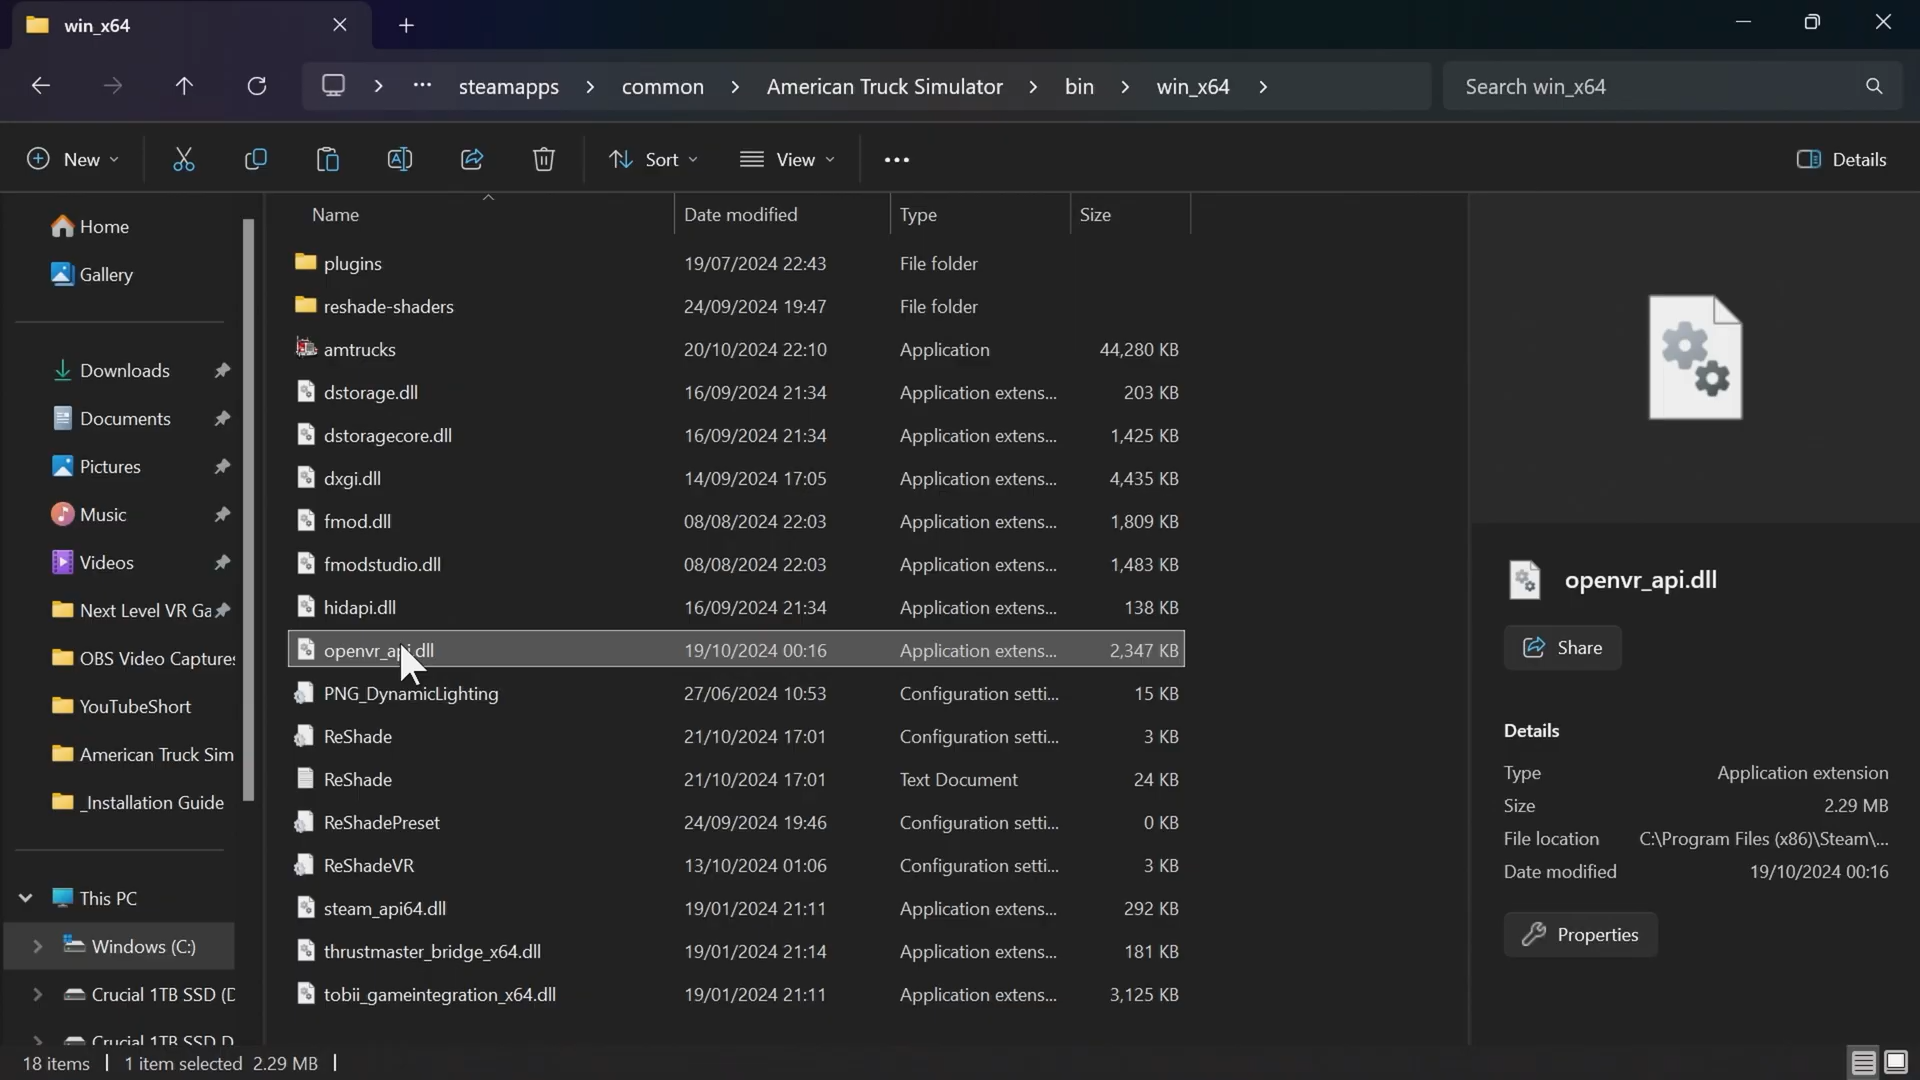 win_x64
steamapps > common > American Truck Simulator > bin > win_x64 >
Search win_x64
New
Sort
View
Details
Home
Gallery
Downloads
Documents
Pictures
Music
Videos
Next Level VR Ga
OBS Video Captures
YouTubeShort
American Truck Sim
_Installation Guide
This PC
Windows (C:)
Crucial 1TB SSD (D
Crucial 1TB SSD D
Name Date modified Type Size
plugins 19/07/2024 22:43 File folder
reshade-shaders 24/09/2024 19:47 File folder
amtrucks 20/10/2024 22:10 Application 44,280 KB
dstorage.dll 16/09/2024 21:34 Application extens... 203 KB
dstoragecore.dll 16/09/2024 21:34 Application extens... 1,425 KB
dxgi.dll 14/09/2024 17:05 Application extens... 4,435 KB
fmod.dll 08/08/2024 22:03 Application extens... 1,809 KB
fmodstudio.dll 08/08/2024 22:03 Application extens... 1,483 KB
hidapi.dll 16/09/2024 21:34 Application extens... 138 KB
openvr_api.dll 19/10/2024 00:16 Application extens... 2,347 KB
PNG_DynamicLighting 27/06/2024 10:53 Configuration setti... 15 KB
ReShade 21/10/2024 17:01 Configuration setti... 3 KB
ReShade 21/10/2024 17:01 Text Document 24 KB
ReShadePreset 24/09/2024 19:46 Configuration setti... 0 KB
ReShadeVR 13/10/2024 01:06 Configuration setti... 3 KB
steam_api64.dll 19/01/2024 21:11 Application extens... 292 KB
thrustmaster_bridge_x64.dll 19/01/2024 21:14 Application extens... 181 KB
tobii_gameintegration_x64.dll 19/01/2024 21:11 Application extens... 3,125 KB
openvr_api.dll
Share
Details
Type Application extension
Size 2.29 MB
File location C:\Program Files (x86)\Steam\...
Date modified 19/10/2024 00:16
Properties
18 items | 1 item selected 2.29 MB |